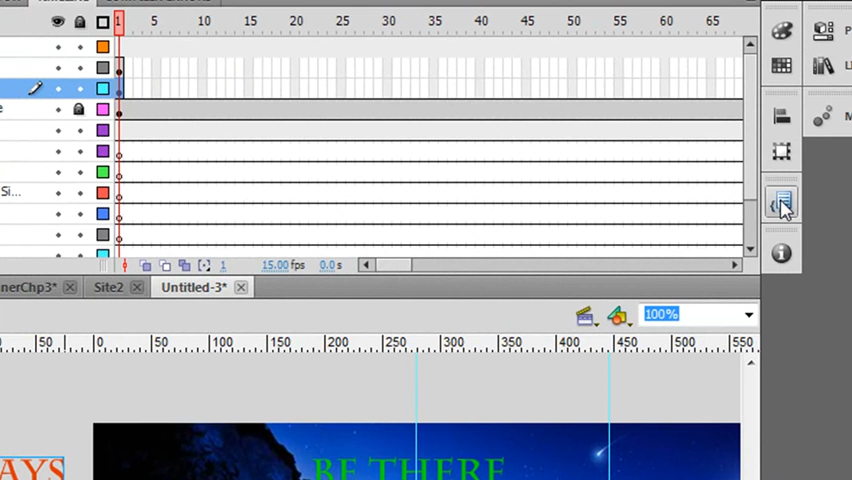 1 5 10 15 20 25 30 35 40 45 50 55 60 65
Si...
1 15.00 fps 0.0 s
nerChp3* Site2 Untitled-3*
100%
50 0 50 100 150 200 250 300 350 400 450 500 550
AYS
BE THERE